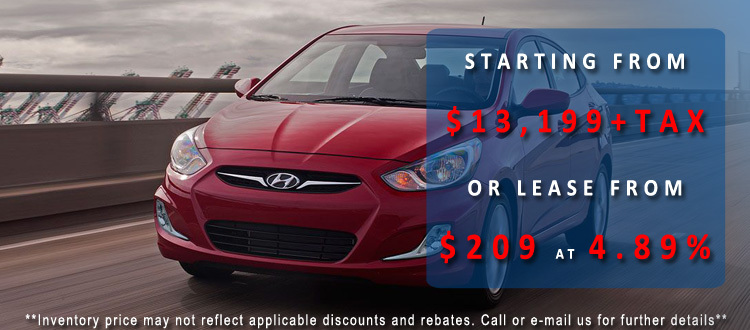 STARTING FROM
$13,199+TAX
OR LEASE FROM
$209 AT 4.89%
**Inventory price may not reflect applicable discounts and rebates. Call or e-mail us for further details**